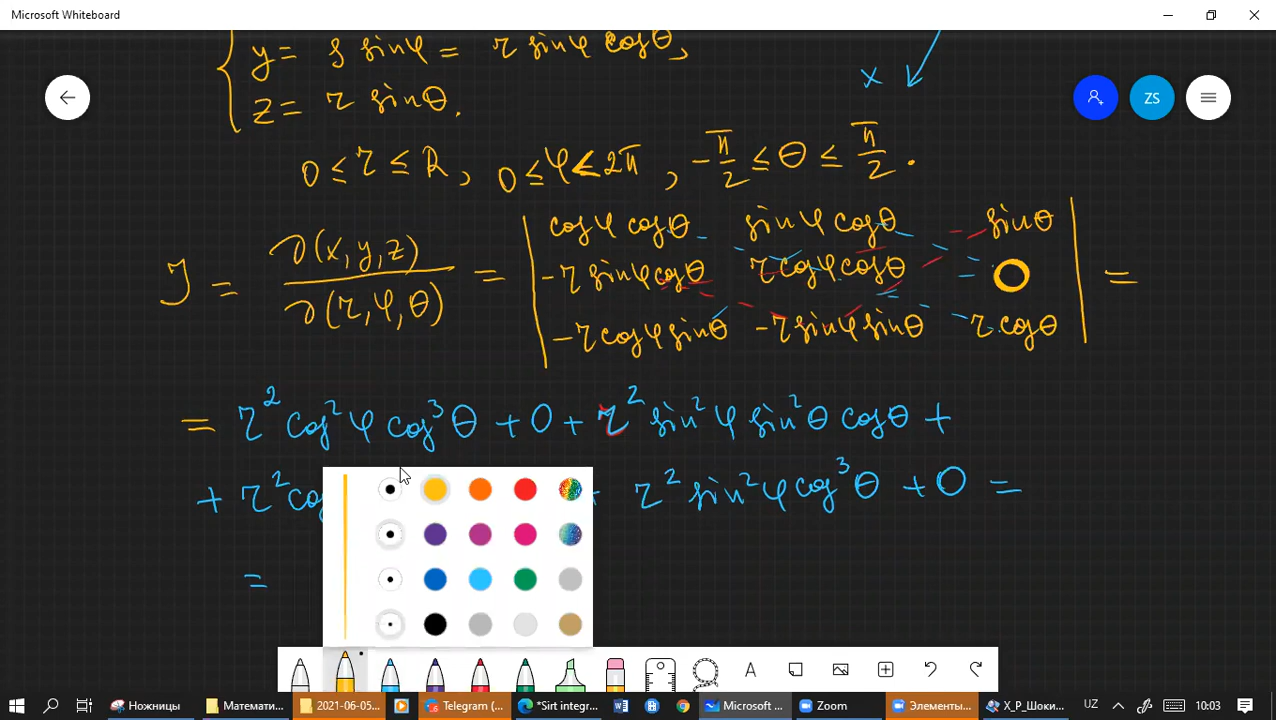 Microsoft Whiteboard
y = ρ sinφ = r sinφ cosθ,
z = r sinθ.
x
ZS
0 ≤ r ≤ R, 0 ≤ φ < 2π, -π/2 ≤ θ ≤ π/2.
J = ∂(x,y,z) / ∂(r,φ,θ) = | cosφ cosθ sinφ cosθ sinθ |
| -r sinφ cosθ r cosφ cosθ 0 | =
| -r cosφ sinθ -r sinφ sinθ r cosθ |
= r² cos²φ cos³θ + 0 + r² sin²φ sin²θ cosθ +
+ r² cos r² sin²φ cos³θ + 0 =
=
A
Ножницы
Математи...
2021-06-05...
Telegram (...
*Sirt integr...
Microsoft ...
Zoom
Элементы...
X_P_Шоки...
UZ
10:03